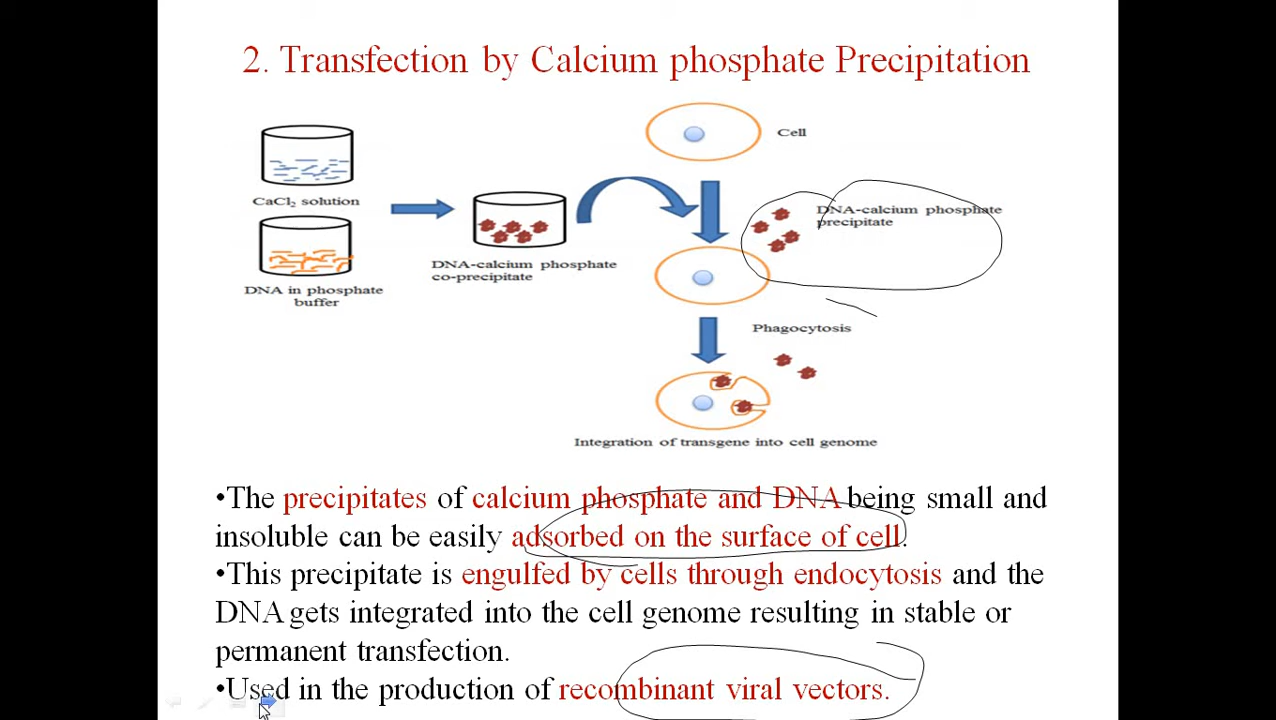 2. Transfection by Calcium phosphate Precipitation
Cell
CaCl₂ solution
DNA-calcium phosphate
precipitate
DNA-calcium phosphate
co-precipitate
DNA in phosphate
buffer
Phagocytosis
Integration of transgene into cell genome
•The precipitates of calcium phosphate and DNA being small and
insoluble can be easily adsorbed on the surface of cell.
•This precipitate is engulfed by cells through endocytosis and the
DNA gets integrated into the cell genome resulting in stable or
permanent transfection.
•Used in the production of recombinant viral vectors.